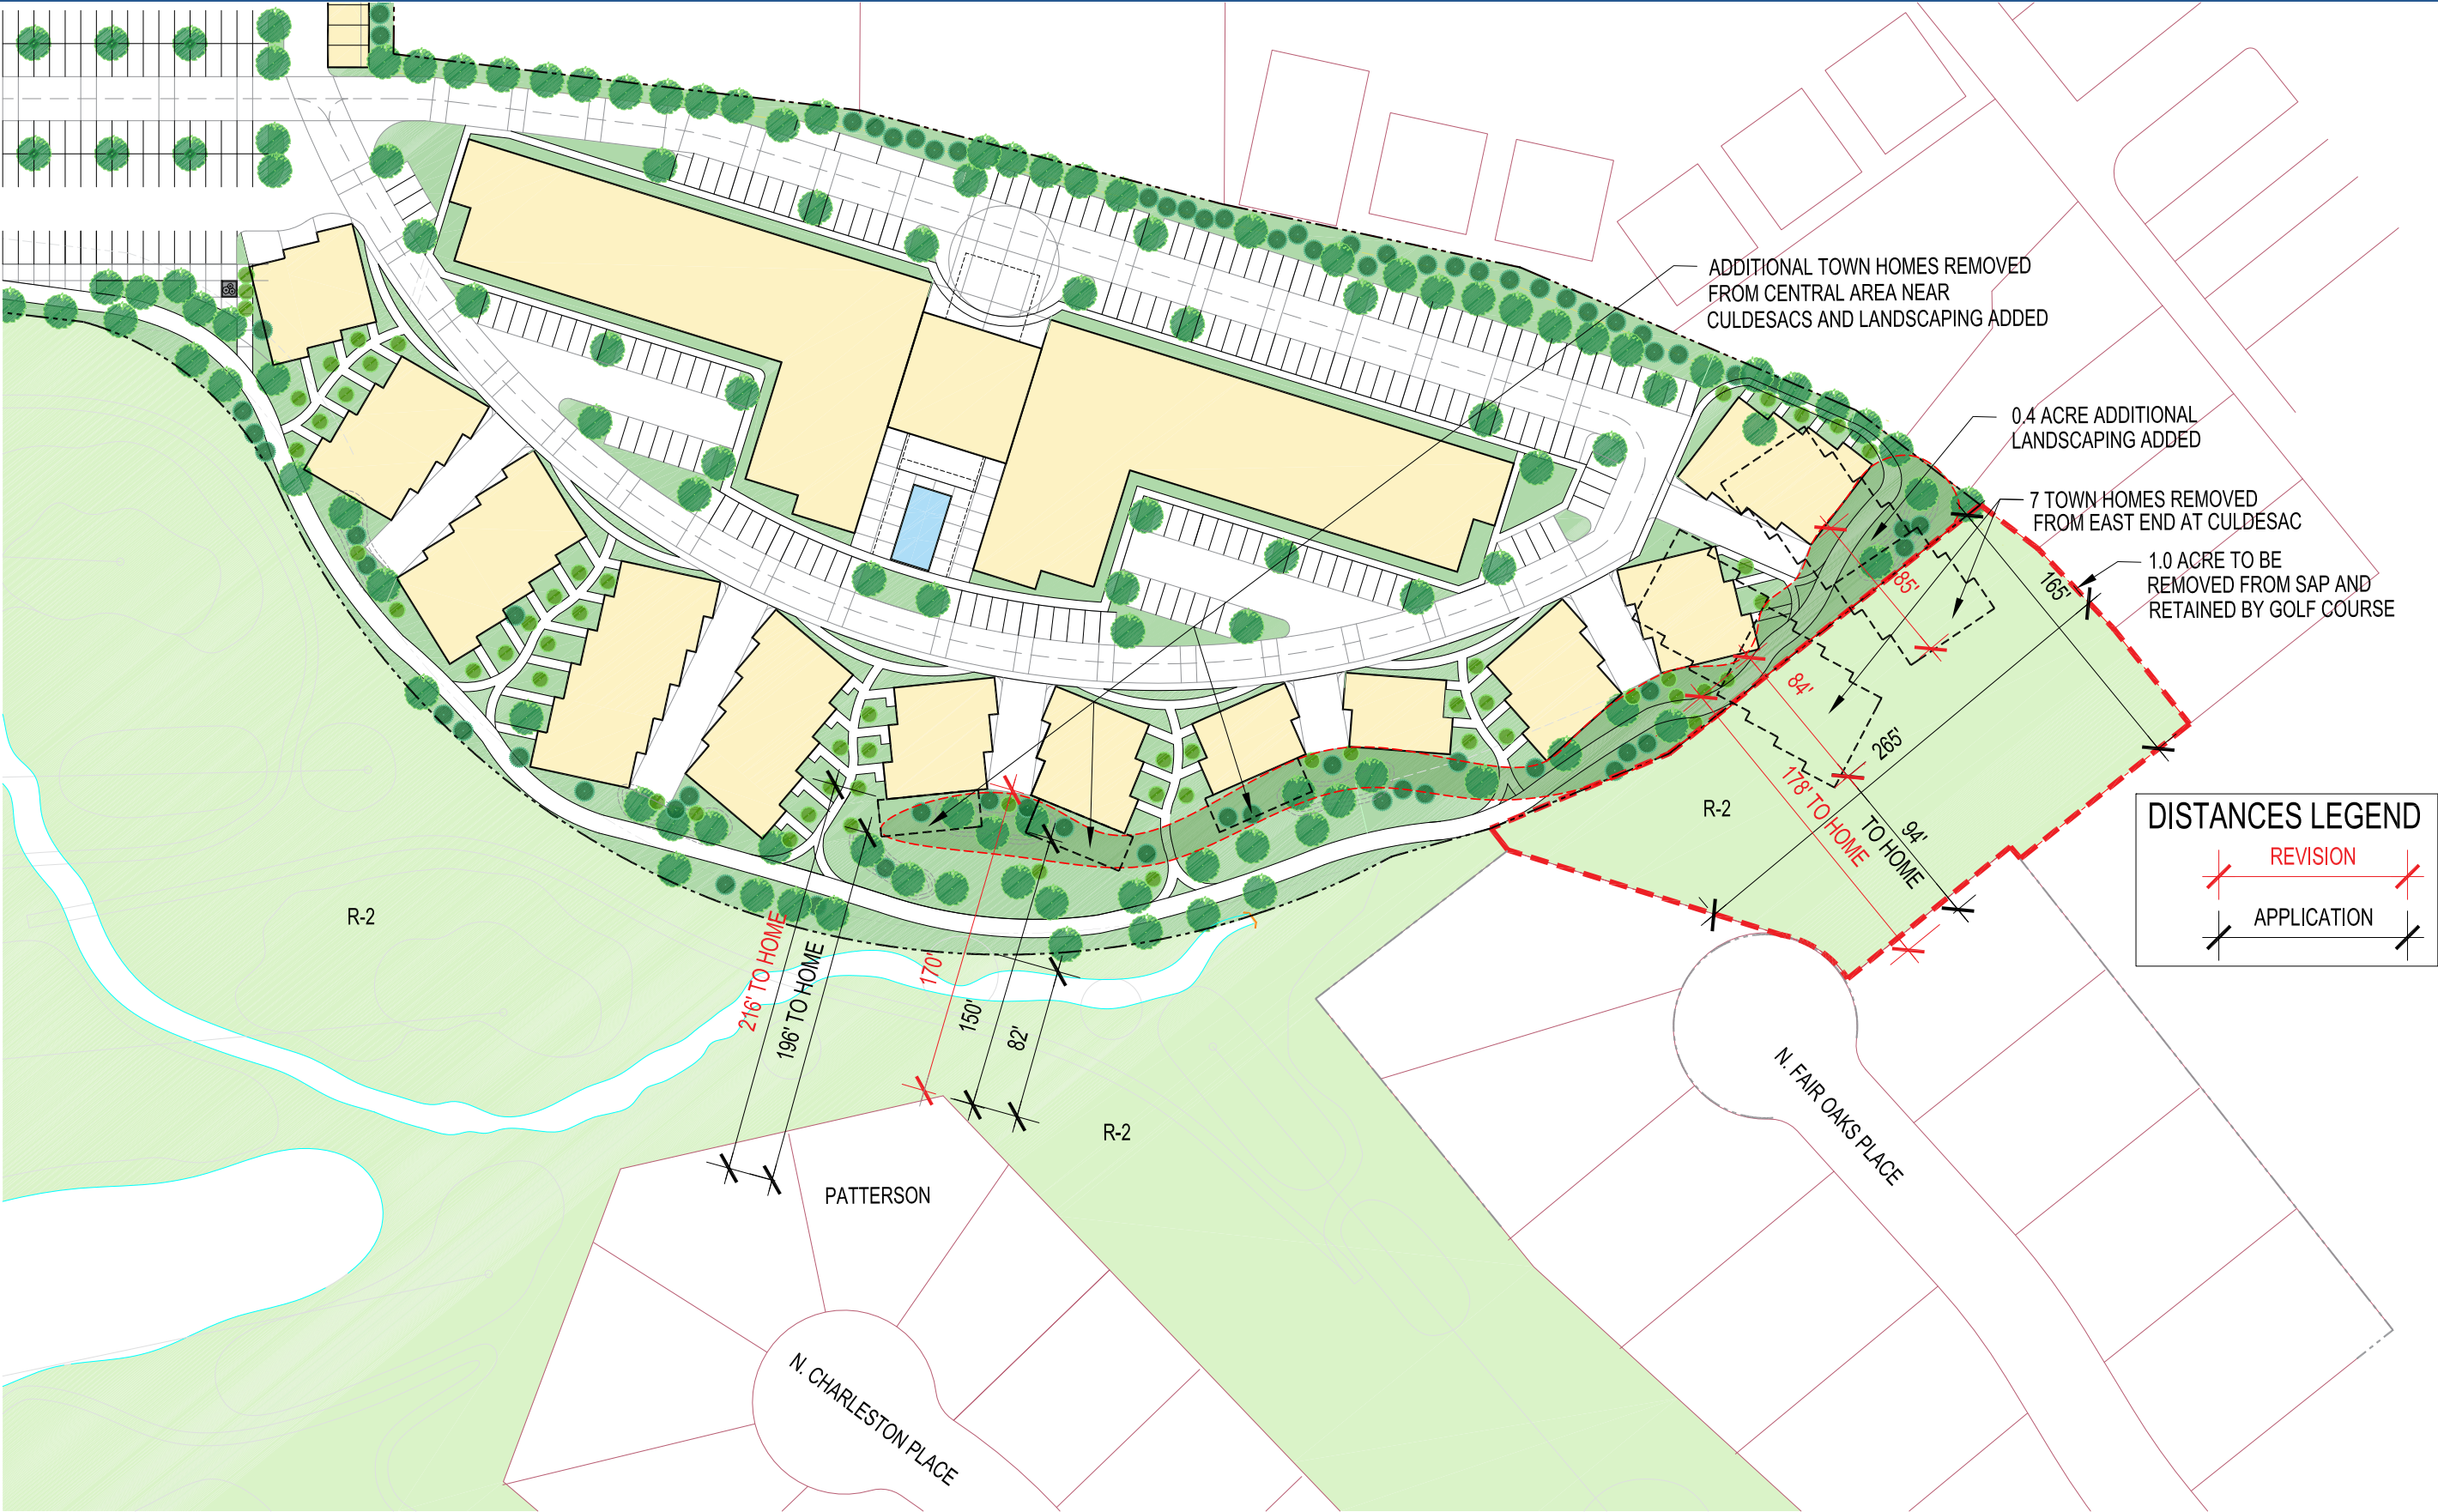 ADDITIONAL TOWN HOMES REMOVED
FROM CENTRAL AREA NEAR
CULDESACS AND LANDSCAPING ADDED
0.4 ACRE ADDITIONAL
LANDSCAPING ADDED
7 TOWN HOMES REMOVED
FROM EAST END AT CULDESAC
1.0 ACRE TO BE
REMOVED FROM SAP AND
RETAINED BY GOLF COURSE
165'
85'
84'
265'
178' TO HOME
94'
TO HOME
R-2
DISTANCES LEGEND
REVISION
APPLICATION
R-2
216' TO HOME
196' TO HOME
170'
150'
82'
R-2
PATTERSON
N. FAIR OAKS PLACE
N. CHARLESTON PLACE